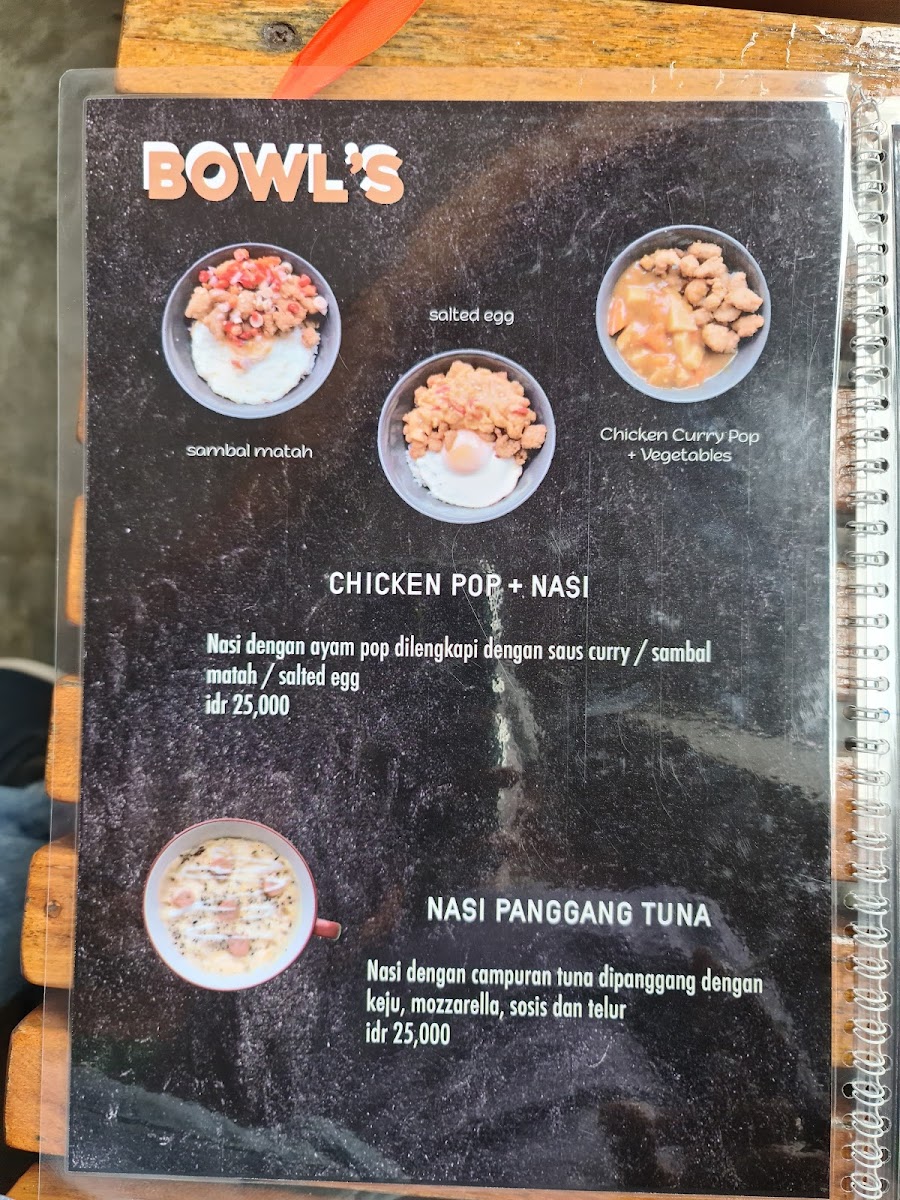 BOWL'S
salted egg
sambal matah
Chicken Curry Pop
+ Vegetables
CHICKEN POP + NASI
Nasi dengan ayam pop dilengkapi dengan saus curry / sambal
matah / salted egg
idr 25,000
NASI PANGGANG TUNA
Nasi dengan campuran tuna dipanggang dengan
keju, mozzarella, sosis dan telur
idr 25,000